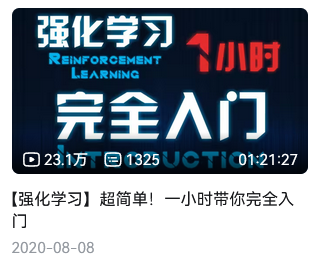 强化学习
REINFORCEMENT
LEARNING
1小时
完全入门
INTRODUCTION
23.1万 1325 01:21:27
【强化学习】超简单！一小时带你完全入
门
2020-08-08